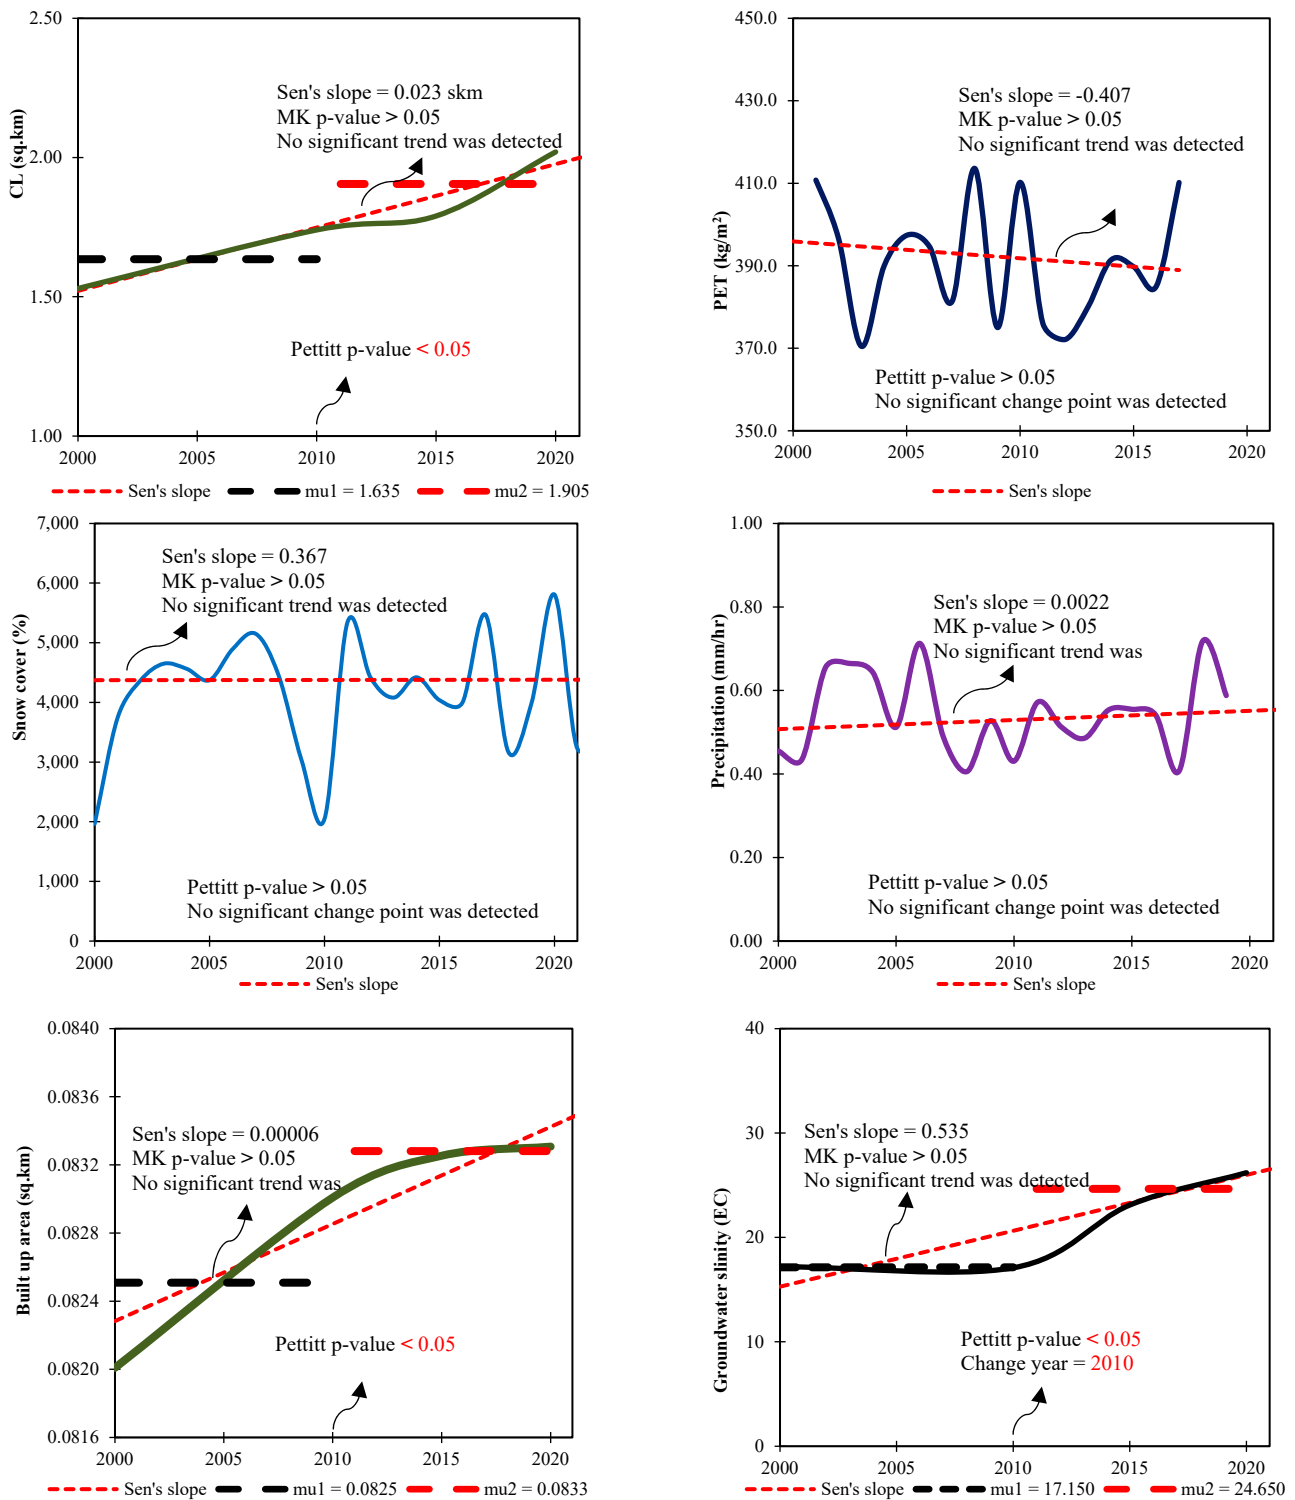 2.50
2.00
1.50
1.00
CL (sq.km)
Sen's slope = 0.023 skm
MK p-value > 0.05
No significant trend was detected
Pettitt p-value < 0.05
2000 2005 2010 2015 2020
Sen's slope mu1 = 1.635 mu2 = 1.905
450.0
430.0
410.0
390.0
370.0
350.0
PET (kg/m²)
Sen's slope = -0.407
MK p-value > 0.05
No significant trend was detected
Pettitt p-value > 0.05
No significant change point was detected
2000 2005 2010 2015 2020
Sen's slope
7,000
6,000
5,000
4,000
3,000
2,000
1,000
0
Snow cover (%)
Sen's slope = 0.367
MK p-value > 0.05
No significant trend was detected
Pettitt p-value > 0.05
No significant change point was detected
2000 2005 2010 2015 2020
Sen's slope
1.00
0.80
0.60
0.40
0.20
0.00
Precipitation (mm/hr)
Sen's slope = 0.0022
MK p-value > 0.05
No significant trend was
Pettitt p-value > 0.05
No significant change point was detected
2000 2005 2010 2015 2020
Sen's slope
0.0840
0.0836
0.0832
0.0828
0.0824
0.0820
0.0816
Built up area (sq.km)
Sen's slope = 0.00006
MK p-value > 0.05
No significant trend was
Pettitt p-value < 0.05
2000 2005 2010 2015 2020
Sen's slope mu1 = 0.0825 mu2 = 0.0833
40
30
20
10
0
Groundwater slinity (EC)
Sen's slope = 0.535
MK p-value > 0.05
No significant trend was detected
Pettitt p-value < 0.05
Change year = 2010
2000 2005 2010 2015 2020
Sen's slope mu1 = 17.150 mu2 = 24.650